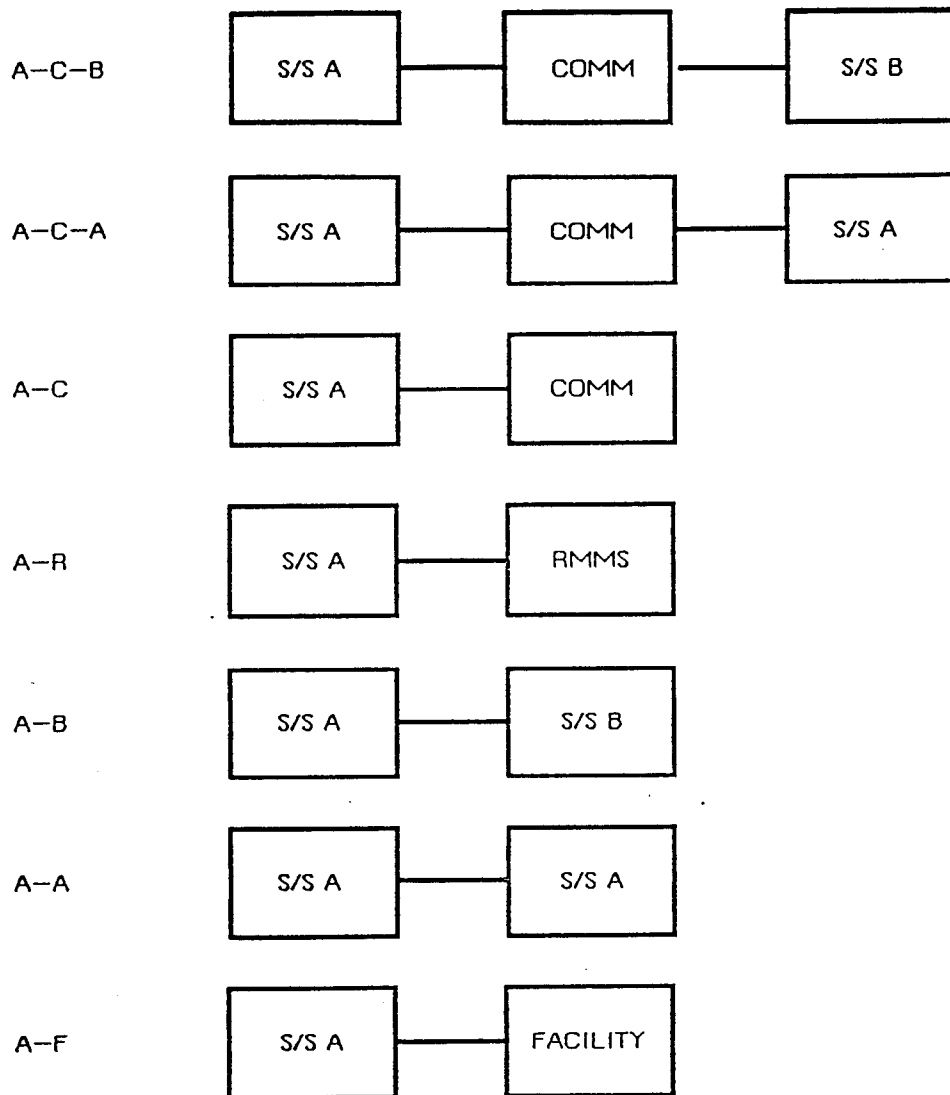 A-C-B S/S A COMM S/S B
A-C-A S/S A COMM S/S A
A-C S/S A COMM
A-R S/S A RMMS
A-B S/S A S/S B
A-A S/S A S/S A
A-F S/S A FACILITY